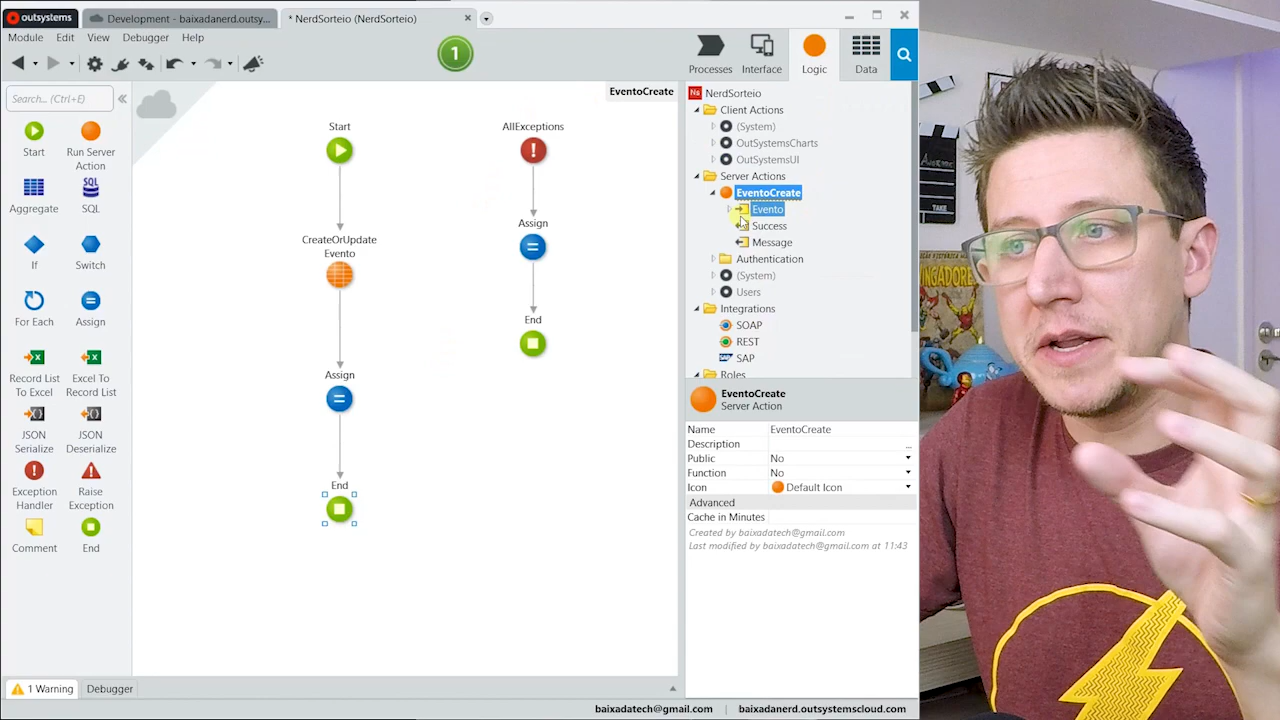 outsystems
Development - baixadanerd.outsy...
* NerdSorteio (NerdSorteio)
Module Edit View Debugger Help
1
Processes
Interface
Logic
Data
Search... (Ctrl+E)
Start
Run Server
Action
Aggregate
SQL
If
Switch
For Each
Assign
Record List
To Excel
Excel To
Record List
JSON
Serialize
JSON
Deserialize
Exception
Handler
Raise
Exception
Comment
End
EventoCreate
Start
CreateOrUpdate
Evento
Assign
End
AllExceptions
Assign
End
NerdSorteio
Client Actions
(System)
OutSystemsCharts
OutSystemsUI
Server Actions
EventoCreate
Evento
Success
Message
Authentication
(System)
Users
Integrations
SOAP
REST
SAP
Roles
EventoCreate
Server Action
Name EventoCreate
Description ...
Public No
Function No
Icon Default Icon
Advanced
Cache in Minutes
Created by baixadatech@gmail.com
Last modified by baixadatech@gmail.com at 11:43
1 Warning
Debugger
baixadatech@gmail.com
baixadanerd.outsystemscloud.com
TAKE